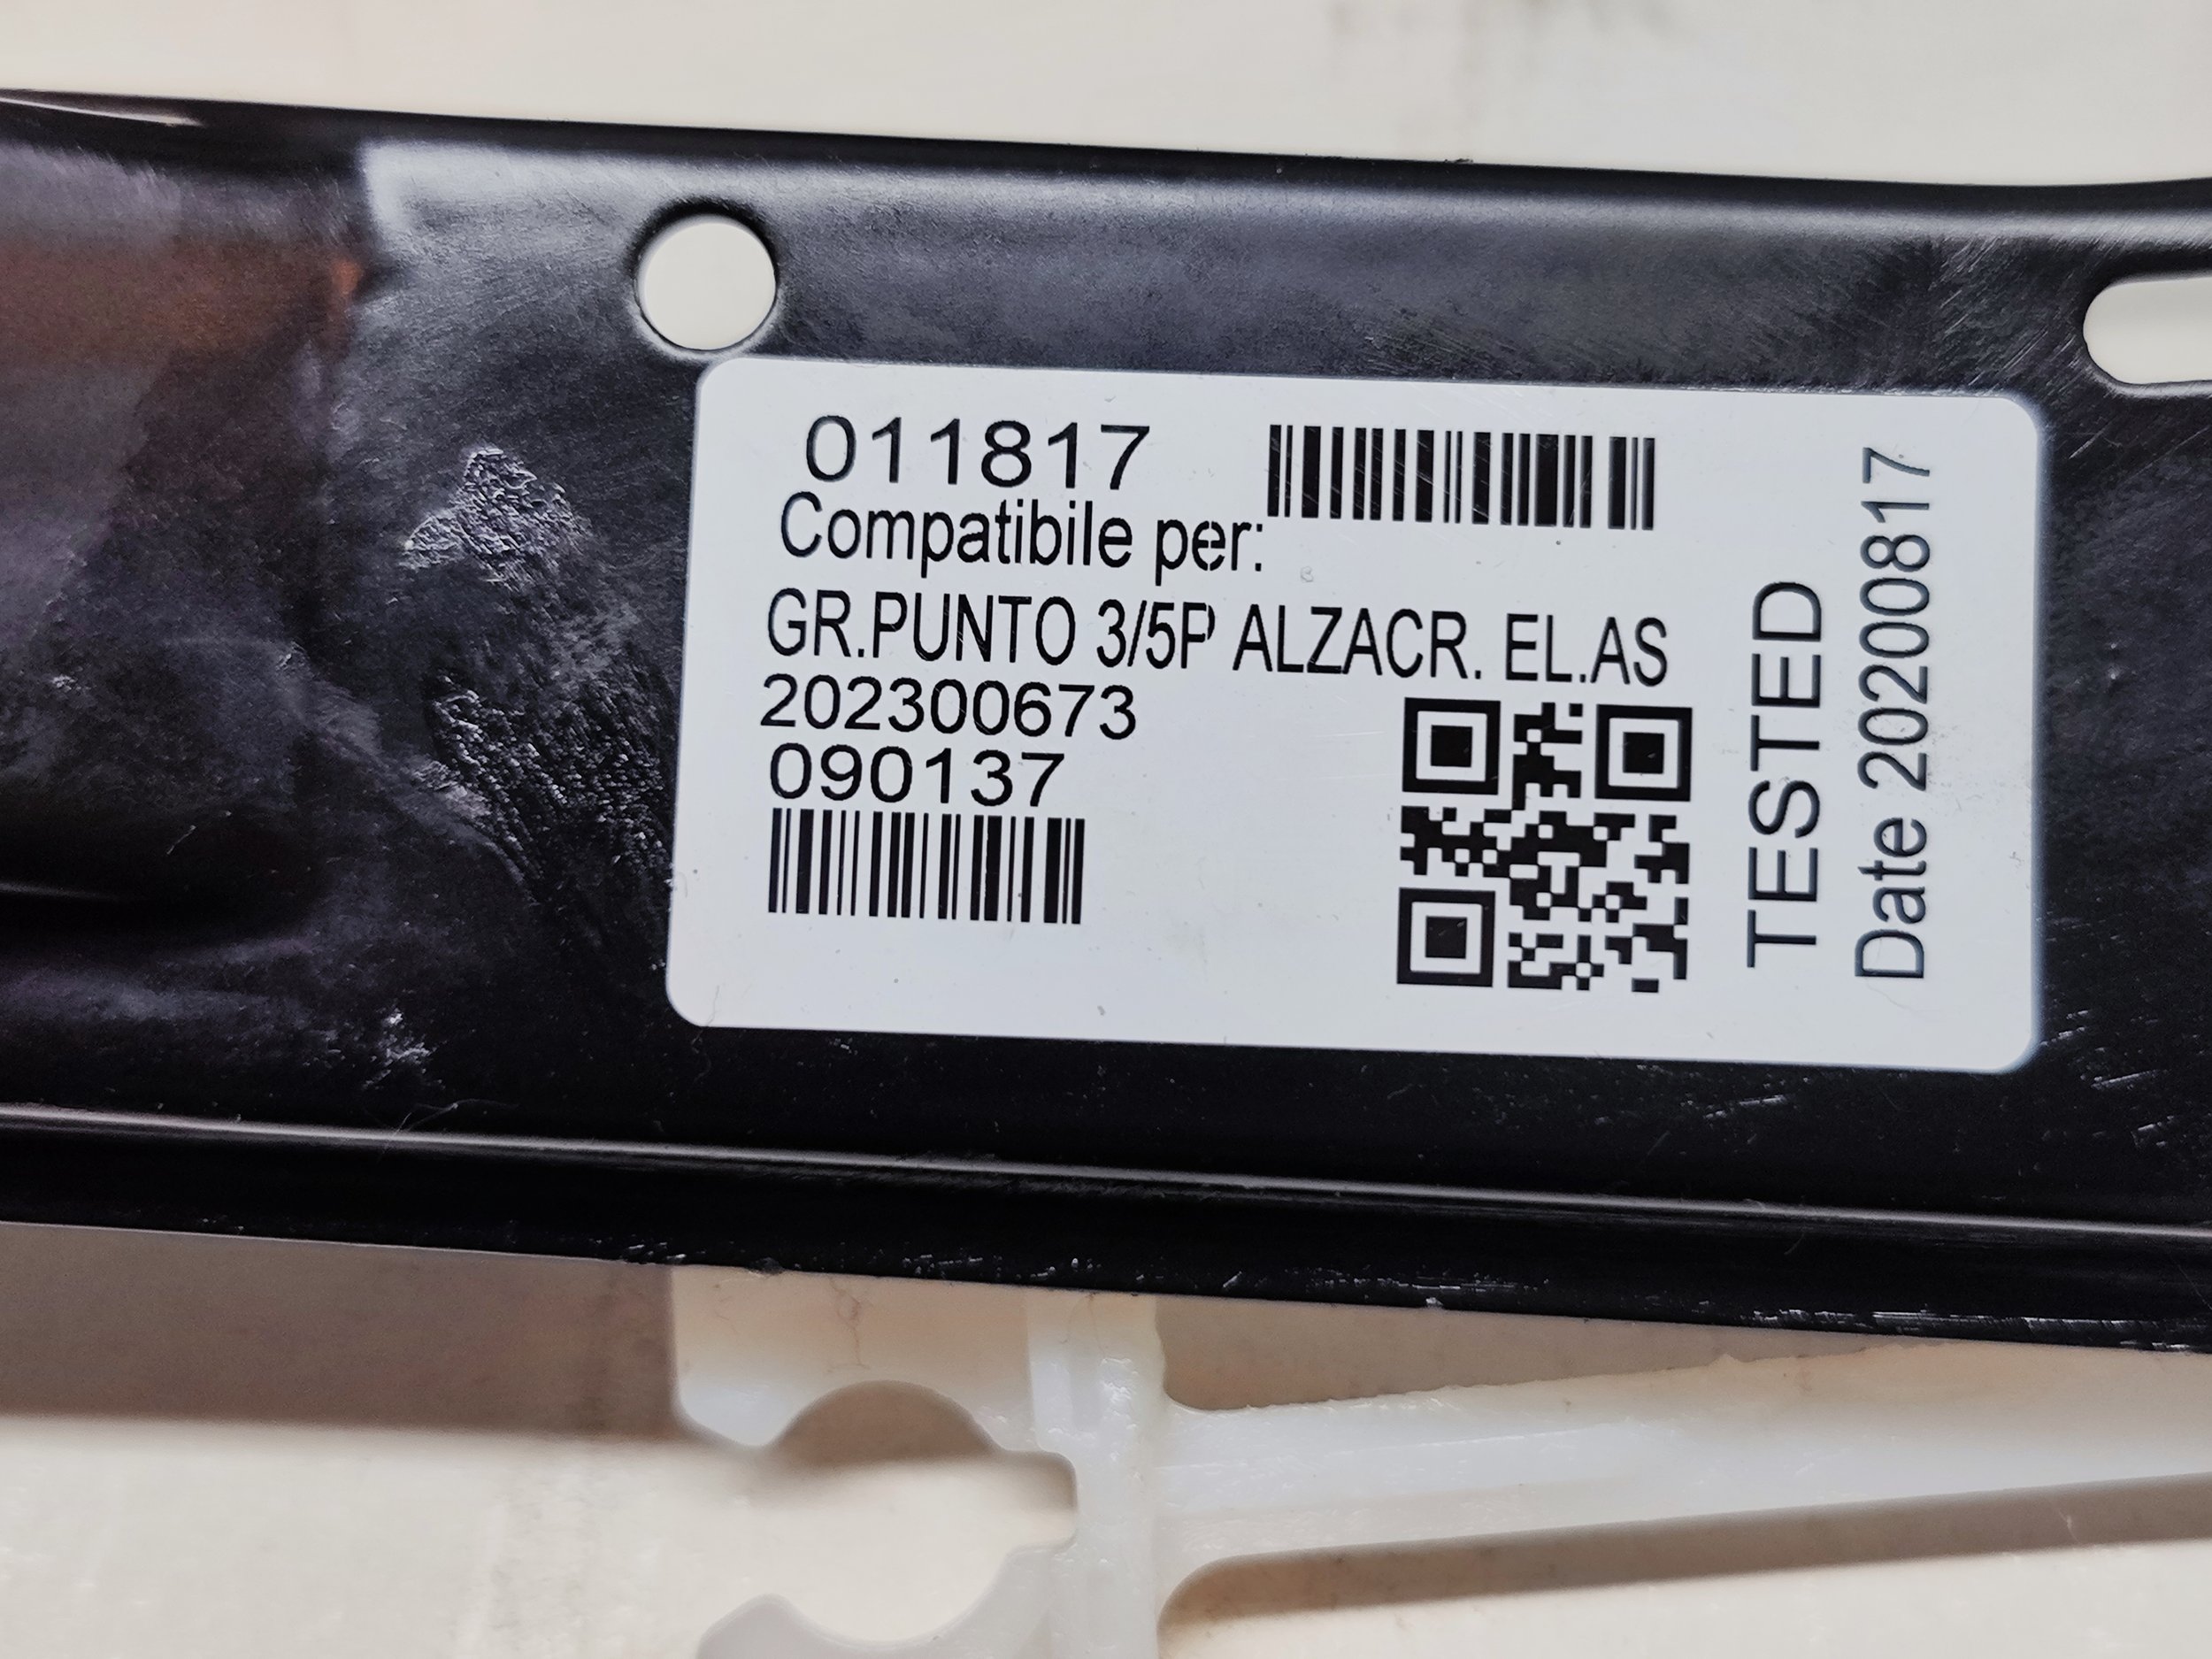 011817
Compatibile per:
GR.PUNTO 3/5P ALZACR. EL.AS
202300673
090137
TESTED
Date 20200817